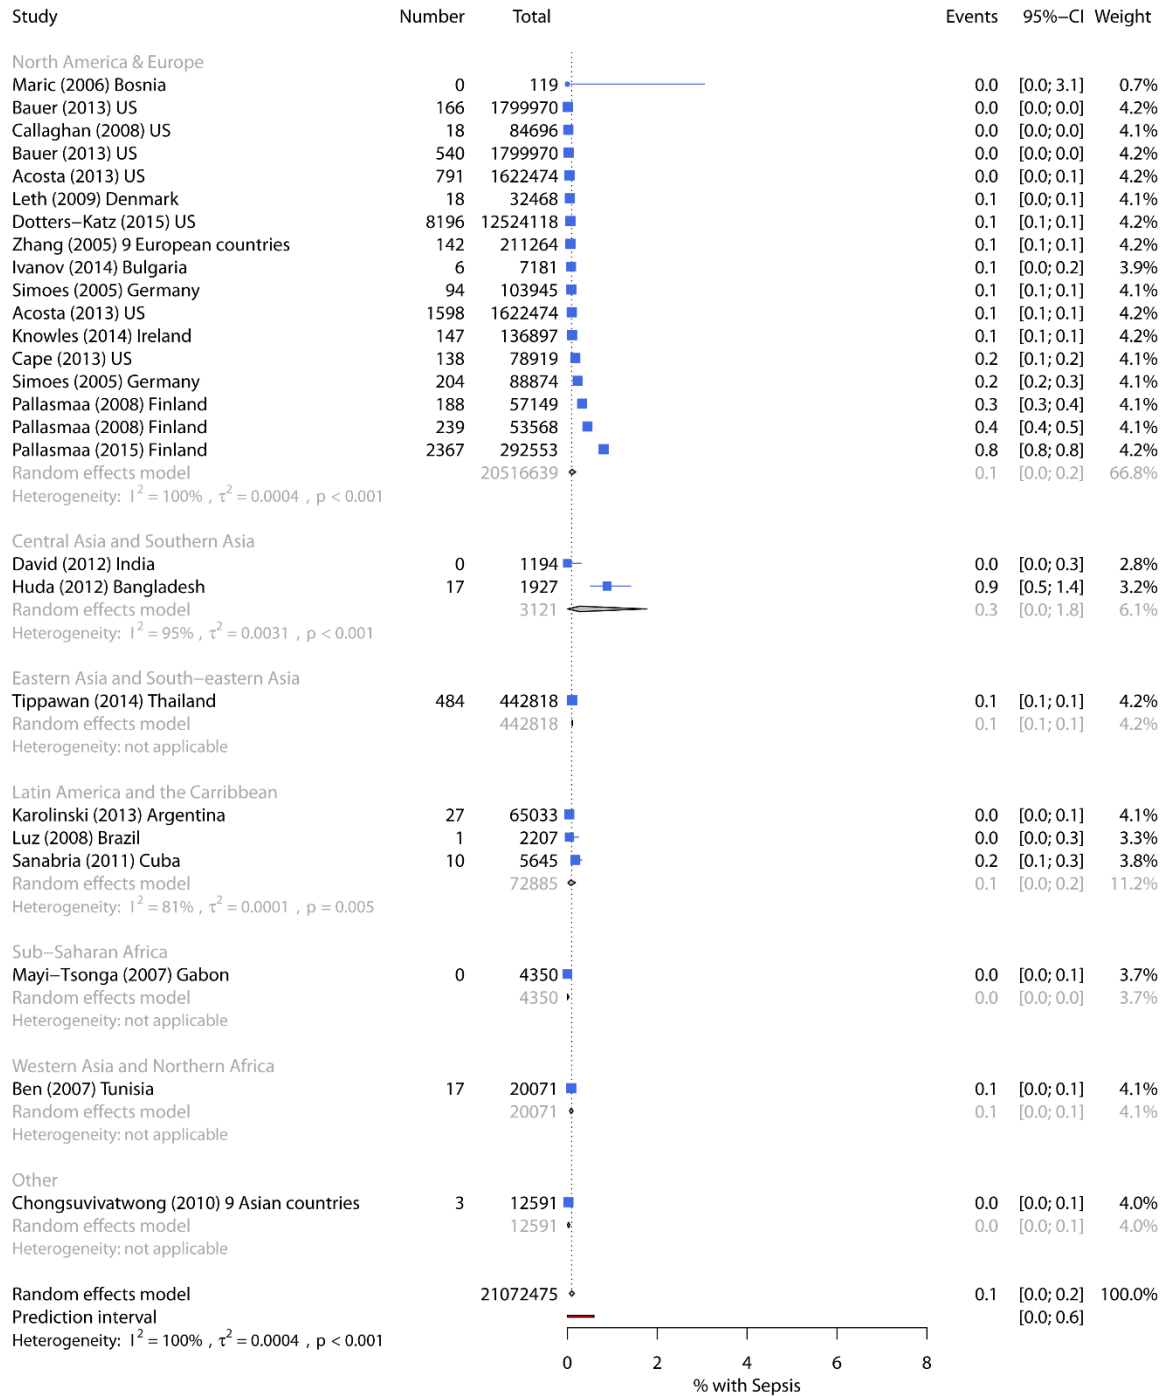 Study Number Total Events 95%−CI Weight
North America & Europe
Maric (2006) Bosnia 0 119 0.0 [0.0; 3.1] 0.7%
Bauer (2013) US 166 1799970 0.0 [0.0; 0.0] 4.2%
Callaghan (2008) US 18 84696 0.0 [0.0; 0.0] 4.1%
Bauer (2013) US 540 1799970 0.0 [0.0; 0.0] 4.2%
Acosta (2013) US 791 1622474 0.0 [0.0; 0.1] 4.2%
Leth (2009) Denmark 18 32468 0.1 [0.0; 0.1] 4.1%
Dotters−Katz (2015) US 8196 12524118 0.1 [0.1; 0.1] 4.2%
Zhang (2005) 9 European countries 142 211264 0.1 [0.1; 0.1] 4.2%
Ivanov (2014) Bulgaria 6 7181 0.1 [0.0; 0.2] 3.9%
Simoes (2005) Germany 94 103945 0.1 [0.1; 0.1] 4.1%
Acosta (2013) US 1598 1622474 0.1 [0.1; 0.1] 4.2%
Knowles (2014) Ireland 147 136897 0.1 [0.1; 0.1] 4.2%
Cape (2013) US 138 78919 0.2 [0.1; 0.2] 4.1%
Simoes (2005) Germany 204 88874 0.2 [0.2; 0.3] 4.1%
Pallasmaa (2008) Finland 188 57149 0.3 [0.3; 0.4] 4.1%
Pallasmaa (2008) Finland 239 53568 0.4 [0.4; 0.5] 4.1%
Pallasmaa (2015) Finland 2367 292553 0.8 [0.8; 0.8] 4.2%
Random effects model 20516639 0.1 [0.0; 0.2] 66.8%
Heterogeneity: I² = 100% , τ² = 0.0004 , p < 0.001
Central Asia and Southern Asia
David (2012) India 0 1194 0.0 [0.0; 0.3] 2.8%
Huda (2012) Bangladesh 17 1927 0.9 [0.5; 1.4] 3.2%
Random effects model 3121 0.3 [0.0; 1.8] 6.1%
Heterogeneity: I² = 95% , τ² = 0.0031 , p < 0.001
Eastern Asia and South−eastern Asia
Tippawan (2014) Thailand 484 442818 0.1 [0.1; 0.1] 4.2%
Random effects model 442818 0.1 [0.1; 0.1] 4.2%
Heterogeneity: not applicable
Latin America and the Carribbean
Karolinski (2013) Argentina 27 65033 0.0 [0.0; 0.1] 4.1%
Luz (2008) Brazil 1 2207 0.0 [0.0; 0.3] 3.3%
Sanabria (2011) Cuba 10 5645 0.2 [0.1; 0.3] 3.8%
Random effects model 72885 0.1 [0.0; 0.2] 11.2%
Heterogeneity: I² = 81% , τ² = 0.0001 , p = 0.005
Sub−Saharan Africa
Mayi−Tsonga (2007) Gabon 0 4350 0.0 [0.0; 0.1] 3.7%
Random effects model 4350 0.0 [0.0; 0.0] 3.7%
Heterogeneity: not applicable
Western Asia and Northern Africa
Ben (2007) Tunisia 17 20071 0.1 [0.0; 0.1] 4.1%
Random effects model 20071 0.1 [0.0; 0.1] 4.1%
Heterogeneity: not applicable
Other
Chongsuvivatwong (2010) 9 Asian countries 3 12591 0.0 [0.0; 0.1] 4.0%
Random effects model 12591 0.0 [0.0; 0.1] 4.0%
Heterogeneity: not applicable
Random effects model 21072475 0.1 [0.0; 0.2] 100.0%
Prediction interval [0.0; 0.6]
Heterogeneity: I² = 100% , τ² = 0.0004 , p < 0.001
0 2 4 6 8
% with Sepsis